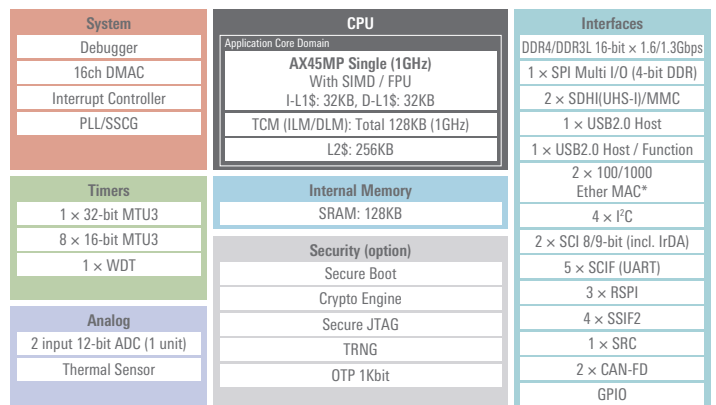 System
Debugger
16ch DMAC
Interrupt Controller
PLL/SSCG
Timers
1 × 32-bit MTU3
8 × 16-bit MTU3
1 × WDT
Analog
2 input 12-bit ADC (1 unit)
Thermal Sensor
CPU
Application Core Domain
AX45MP Single (1GHz)
With SIMD / FPU
I-L1$: 32KB, D-L1$: 32KB
TCM (ILM/DLM): Total 128KB (1GHz)
L2$: 256KB
Internal Memory
SRAM: 128KB
Security (option)
Secure Boot
Crypto Engine
Secure JTAG
TRNG
OTP 1Kbit
Interfaces
DDR4/DDR3L 16-bit × 1.6/1.3Gbps
1 × SPI Multi I/O (4-bit DDR)
2 × SDHI(UHS-I)/MMC
1 × USB2.0 Host
1 × USB2.0 Host / Function
2 × 100/1000
Ether MAC*
4 × I²C
2 × SCI 8/9-bit (incl. IrDA)
5 × SCIF (UART)
3 × RSPI
4 × SSIF2
1 × SRC
2 × CAN-FD
GPIO